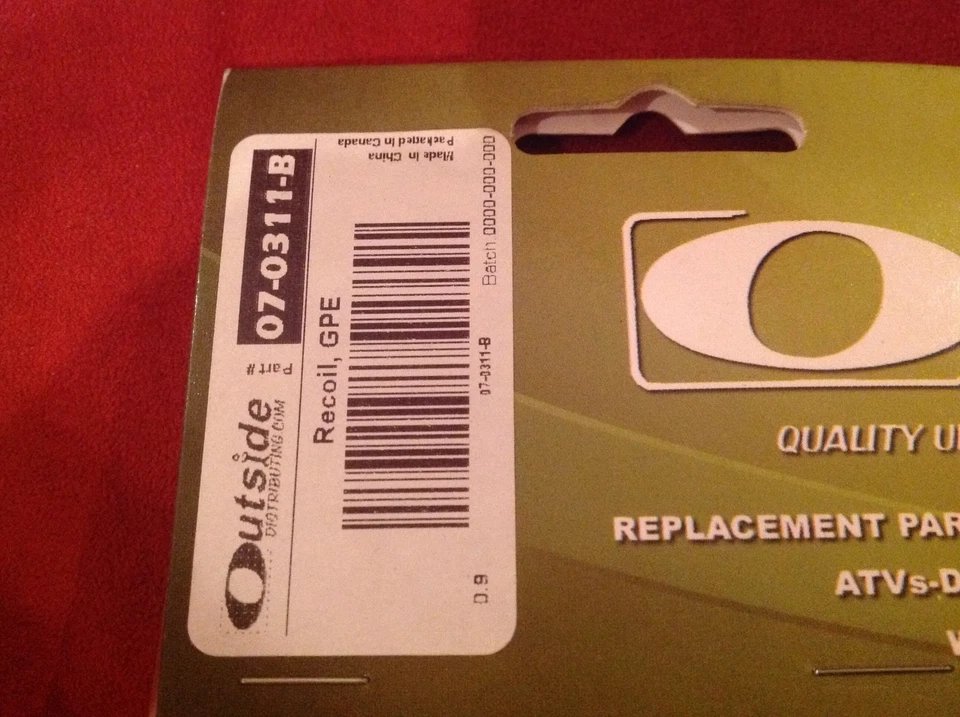 Outside
DISTRIBUTING.COM
Part #
07-0311-B
Recoil, GPE
Made in China
Packaged in Canada
07-0311-B
0.9
Batch:0000-000-000
QUALITY
REPLACEMENT
ATVs-D